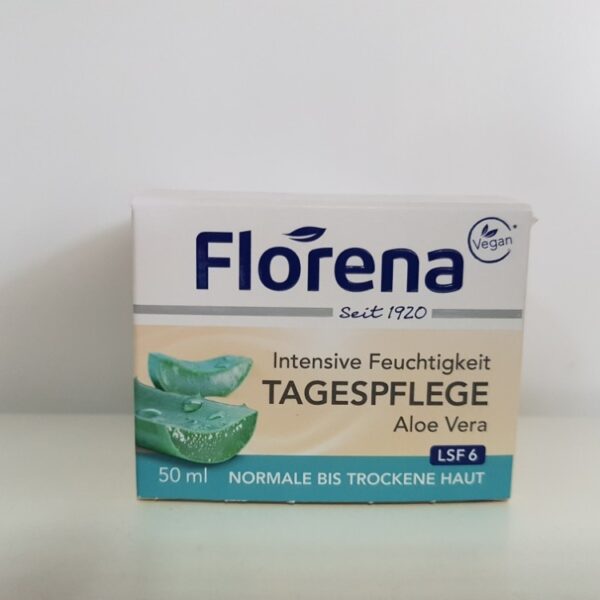 Florena
Vegan*
Seit 1920
Intensive Feuchtigkeit
TAGESPFLEGE
Aloe Vera
LSF 6
50 ml NORMALE BIS TROCKENE HAUT